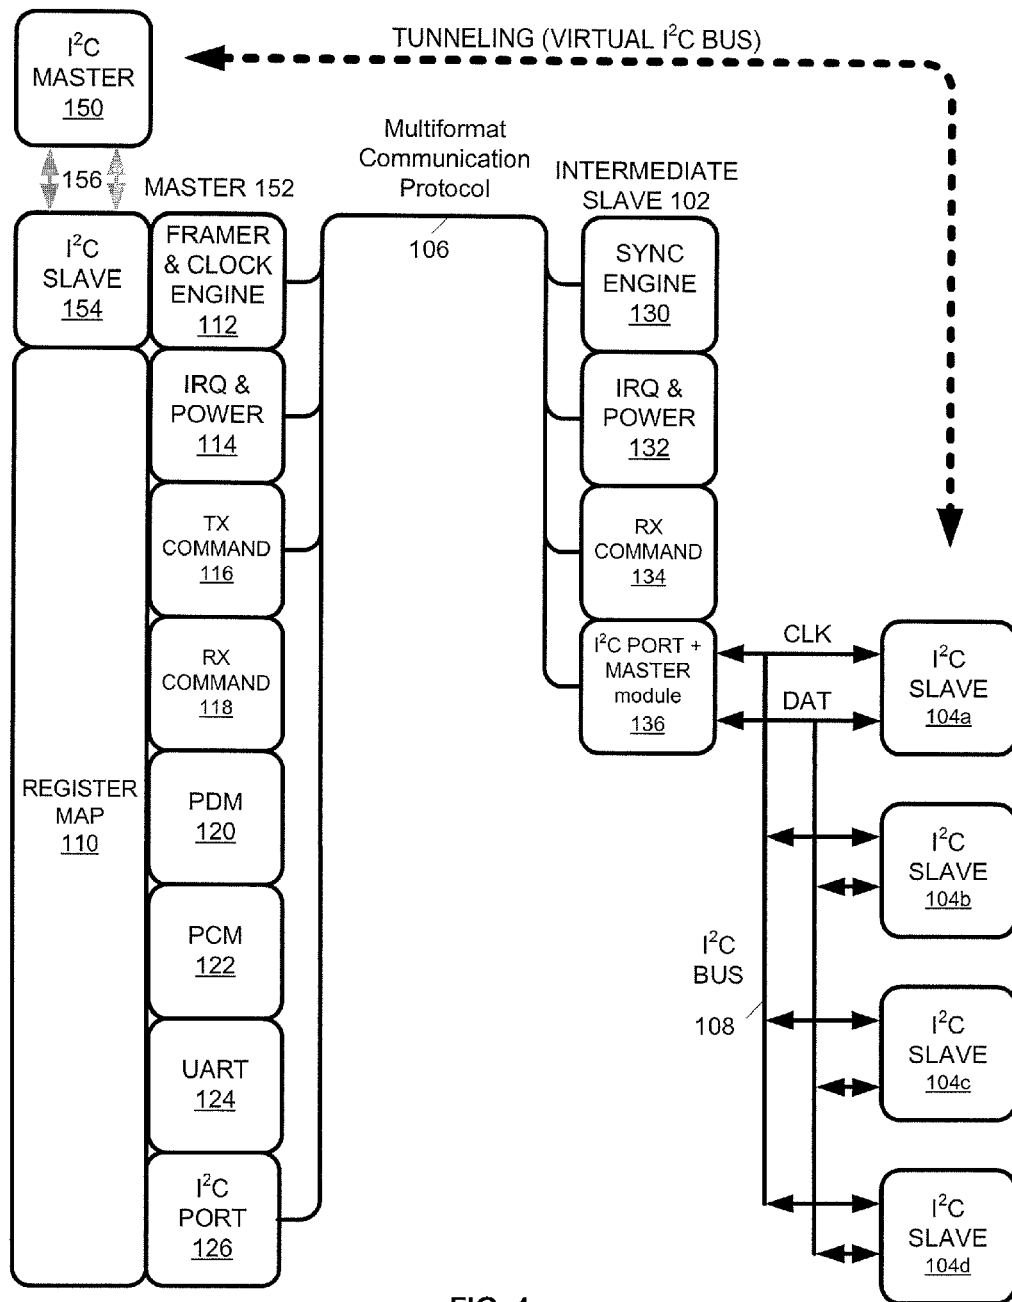 I²C
MASTER
150
TUNNELING (VIRTUAL I²C BUS)
156
MASTER 152
Multiformat
Communication
Protocol
106
INTERMEDIATE
SLAVE 102
I²C
SLAVE
154
FRAMER
& CLOCK
ENGINE
112
SYNC
ENGINE
130
IRQ &
POWER
114
IRQ &
POWER
132
TX
COMMAND
116
RX
COMMAND
134
RX
COMMAND
118
I²C PORT +
MASTER
module
136
CLK
DAT
I²C
SLAVE
104a
REGISTER
MAP
110
PDM
120
I²C
SLAVE
104b
PCM
122
I²C
BUS
108
I²C
SLAVE
104c
UART
124
I²C
PORT
126
I²C
SLAVE
104d